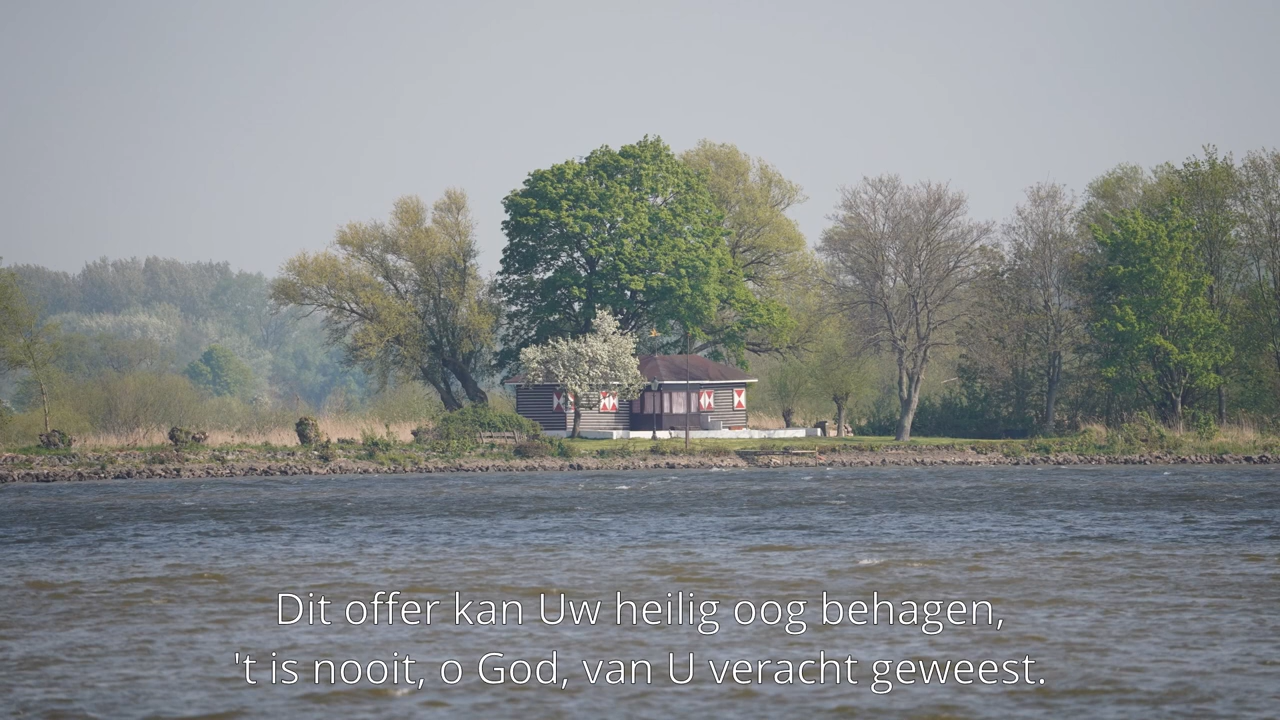 Dit offer kan Uw heilig oog behagen,
't is nooit, o God, van U veracht geweest.